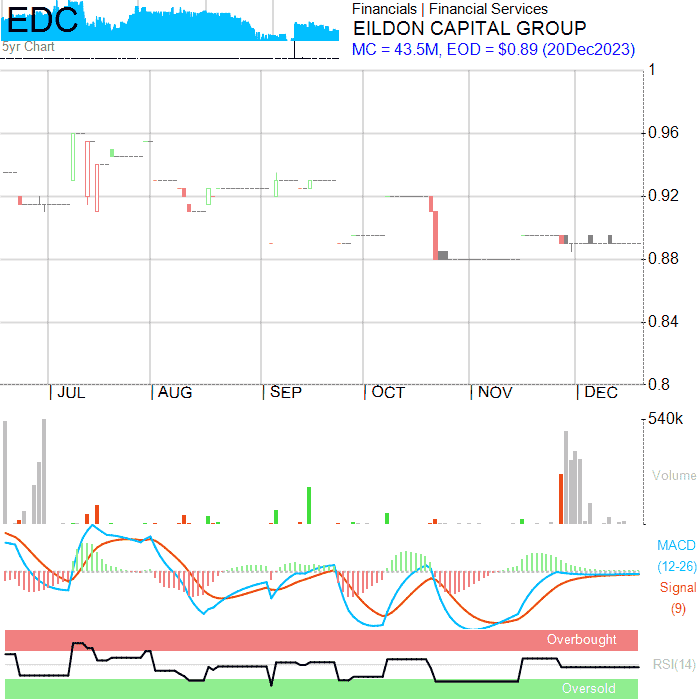 EDC
5yr Chart
Financials | Financial Services
EILDON CAPITAL GROUP
MC = 43.5M, EOD = $0.89 (20Dec2023)
1
0.96
0.92
0.88
0.84
0.8
JUL AUG SEP OCT NOV DEC
540k
Volume
MACD
(12-26)
Signal
(9)
Overbought
RSI(14)
Oversold